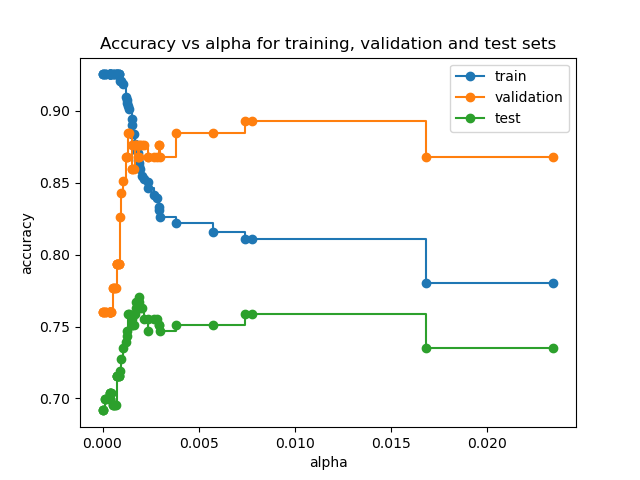 Accuracy vs alpha for training, validation and test sets
train
validation
test
accuracy
0.90
0.85
0.80
0.75
0.70
0.000
0.005
0.010
0.015
0.020
alpha